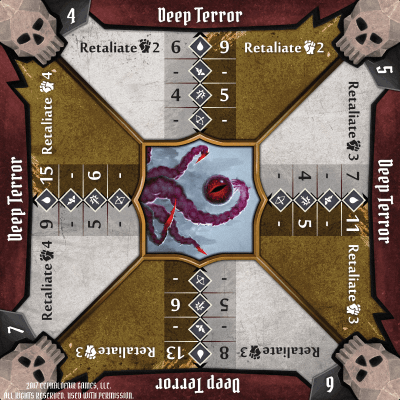 4
Deep Terror
Retaliate 2
6 9
Retaliate 2
- -
4 5
- -
5
Deep Terror
Retaliate 3
7 11
Retaliate 3
- -
4 5
- -
6
Deep Terror
Retaliate 3
8 13
Retaliate 3
- -
5 6
- -
7
Deep Terror
Retaliate 4
9 15
Retaliate 4
- -
5 6
- -
2017 CEPHALOFAIR GAMES, LLC.
ALL RIGHTS RESERVED. USED WITH PERMISSION.